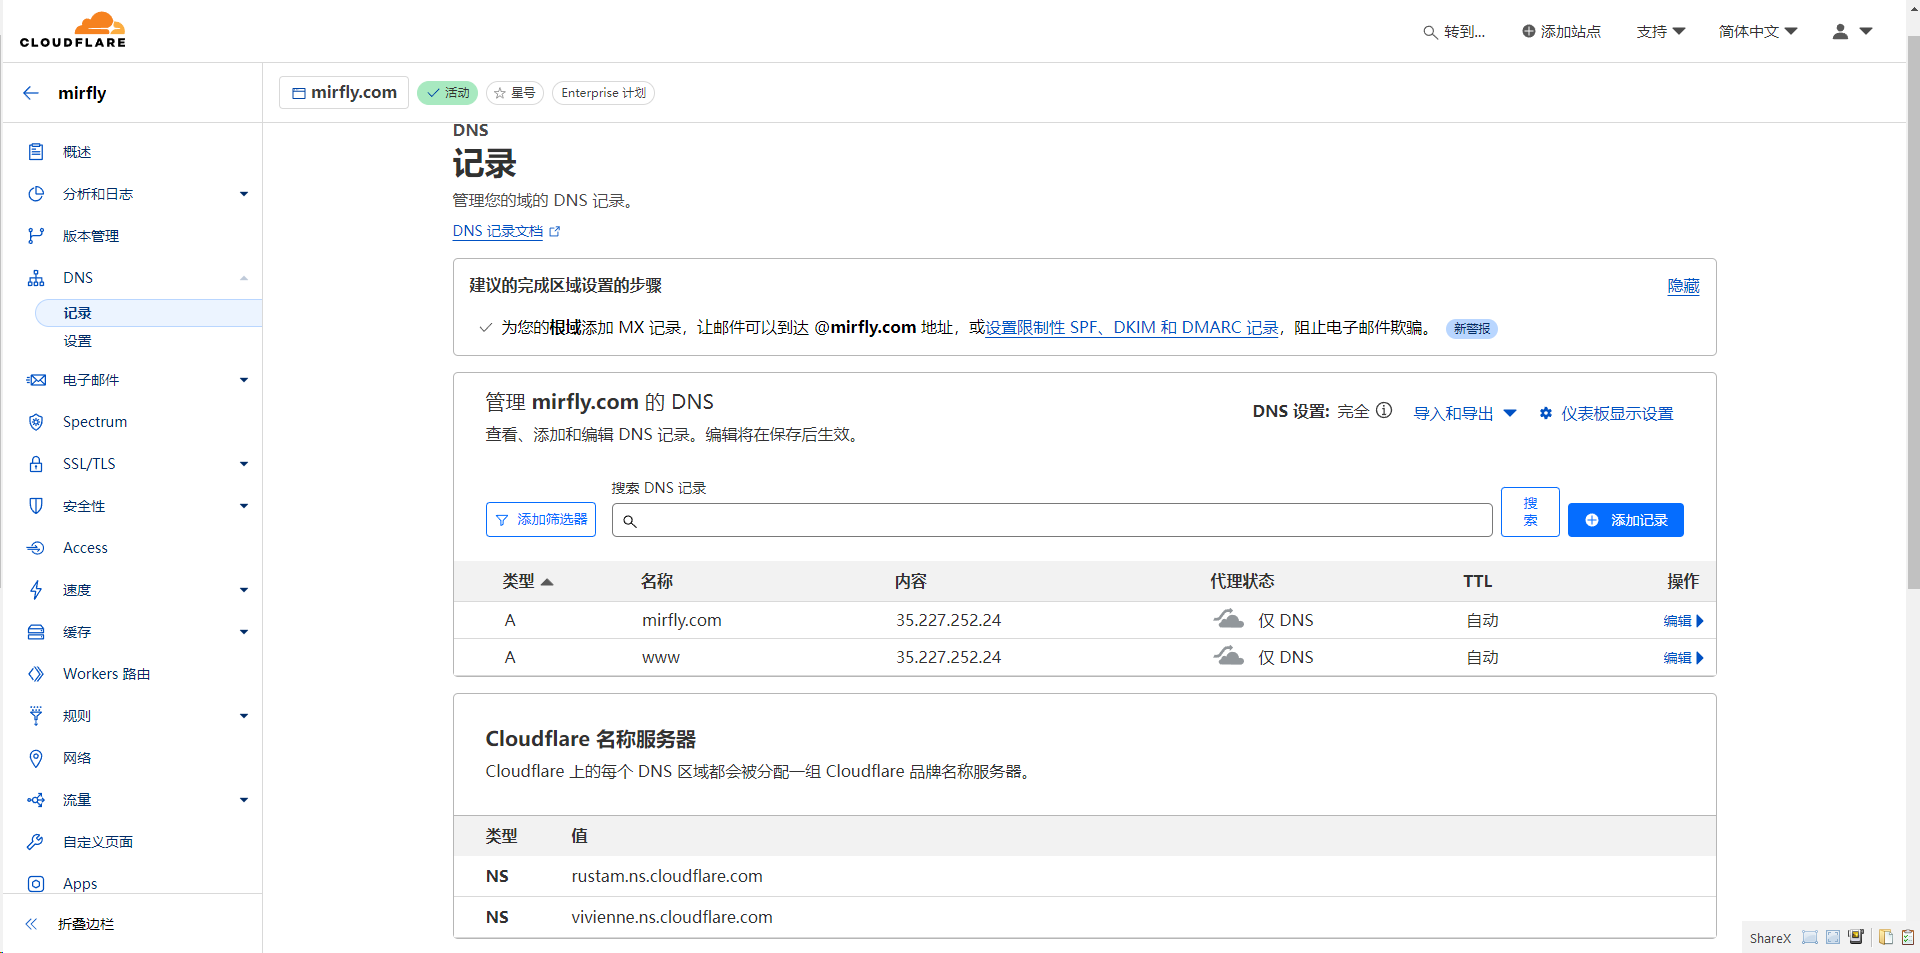 CLOUDFLARE
转到...
添加站点
支持
简体中文
mirfly
mirfly.com
活动
星号
Enterprise 计划
概述
分析和日志
版本管理
DNS
记录
设置
电子邮件
Spectrum
SSL/TLS
安全性
Access
速度
缓存
Workers 路由
规则
网络
流量
自定义页面
Apps
折叠边栏
DNS
记录
管理您的域的 DNS 记录。
DNS 记录文档
建议的完成区域设置的步骤
隐藏
为您的根域添加 MX 记录，让邮件可以到达 @mirfly.com 地址，或设置限制性 SPF、DKIM 和 DMARC 记录，阻止电子邮件欺骗。 新警报
管理 mirfly.com 的 DNS
查看、添加和编辑 DNS 记录。编辑将在保存后生效。
DNS 设置: 完全
导入和导出
仪表板显示设置
搜索 DNS 记录
添加筛选器
搜
索
添加记录
类型 名称 内容 代理状态 TTL 操作
A mirfly.com 35.227.252.24 仅 DNS 自动 编辑
A www 35.227.252.24 仅 DNS 自动 编辑
Cloudflare 名称服务器
Cloudflare 上的每个 DNS 区域都会被分配一组 Cloudflare 品牌名称服务器。
类型 值
NS rustam.ns.cloudflare.com
NS vivienne.ns.cloudflare.com
ShareX